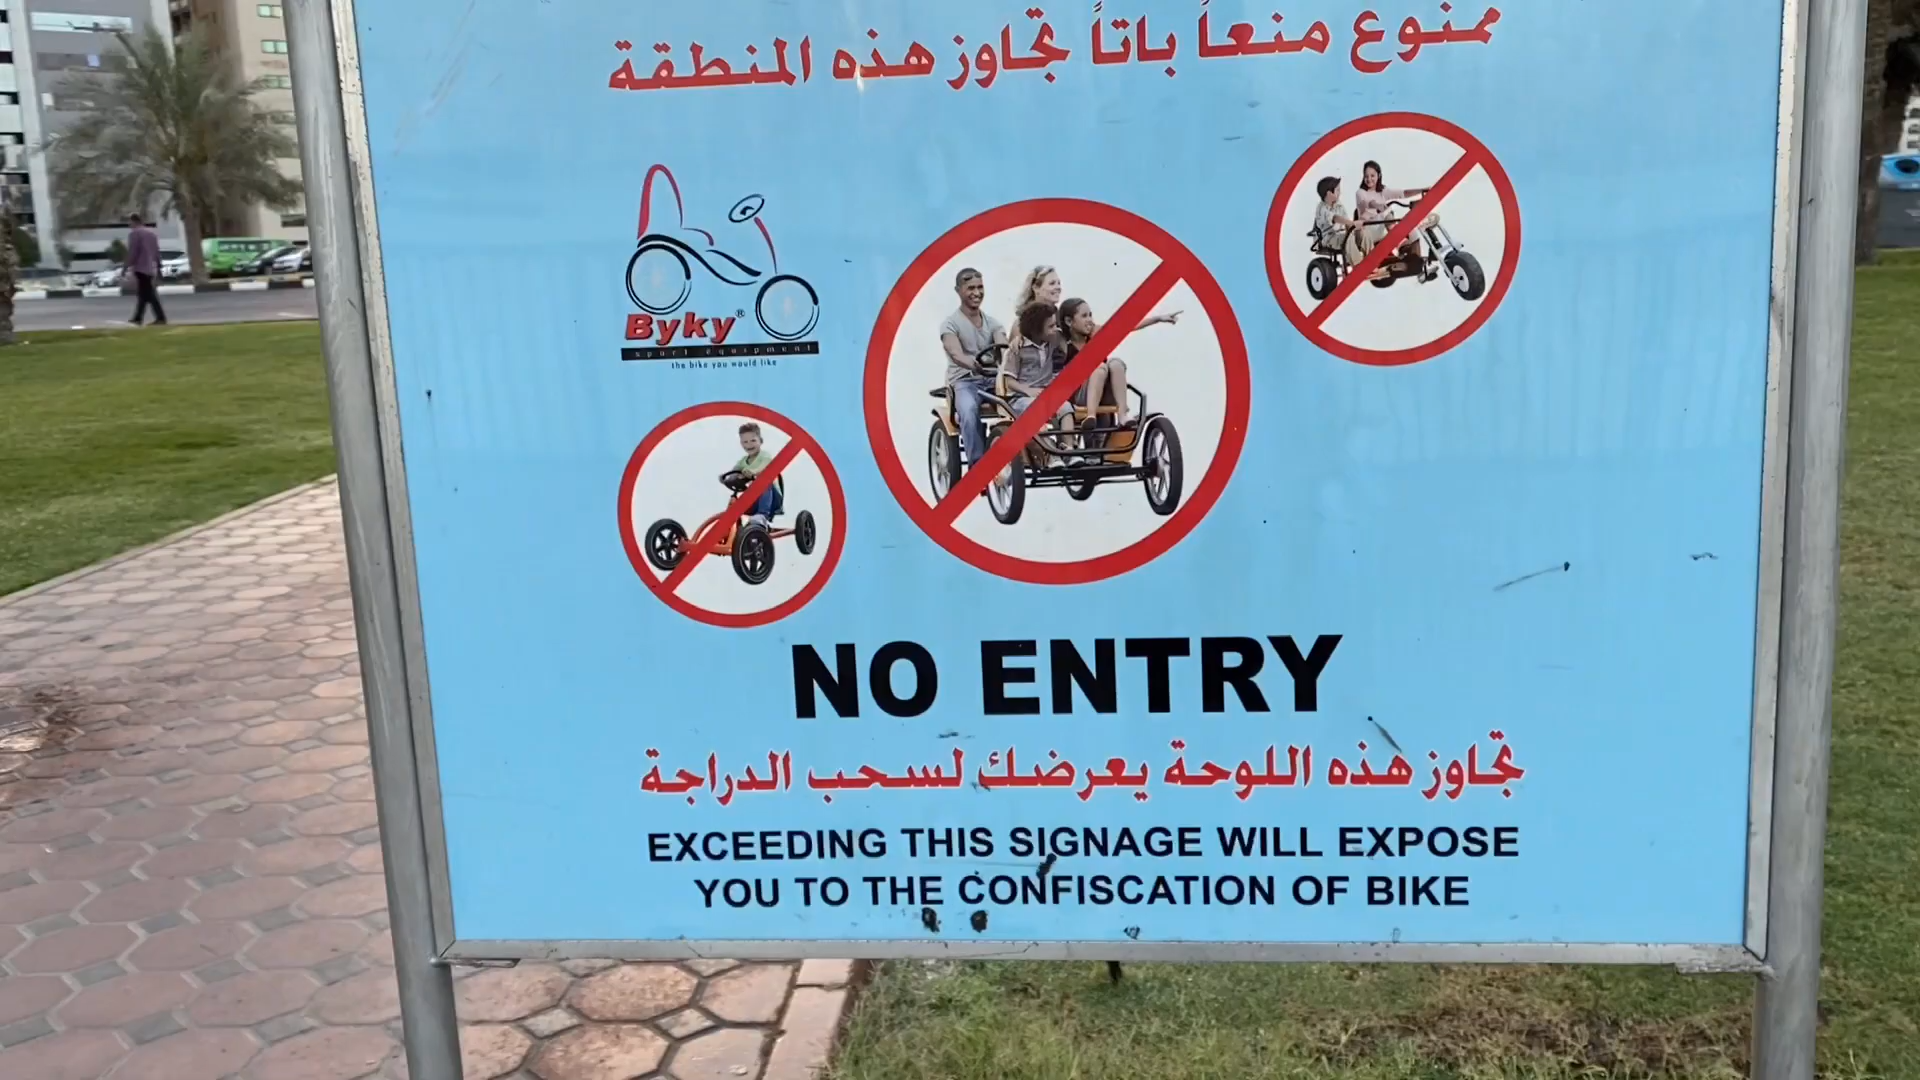 ممنوع منعاً باتاً تجاوز هذه المنطقة
Byky®
sport equipment
the bike you would like
NO ENTRY
تجاوز هذه اللوحة يعرضك لسحب الدراجة
EXCEEDING THIS SIGNAGE WILL EXPOSE
YOU TO THE CONFISCATION OF BIKE